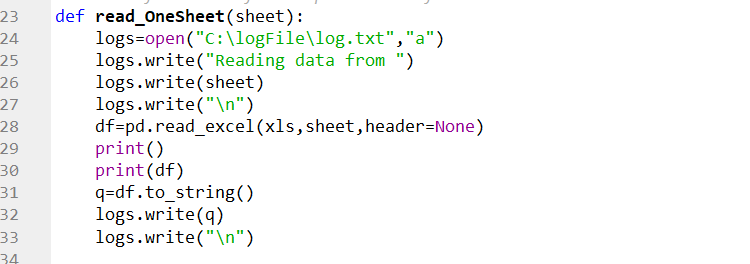 23 def read_OneSheet(sheet):
24     logs=open("C:\logFile\log.txt","a")
25     logs.write("Reading data from ")
26     logs.write(sheet)
27     logs.write("\n")
28     df=pd.read_excel(xls,sheet,header=None)
29     print()
30     print(df)
31     q=df.to_string()
32     logs.write(q)
33     logs.write("\n")
34